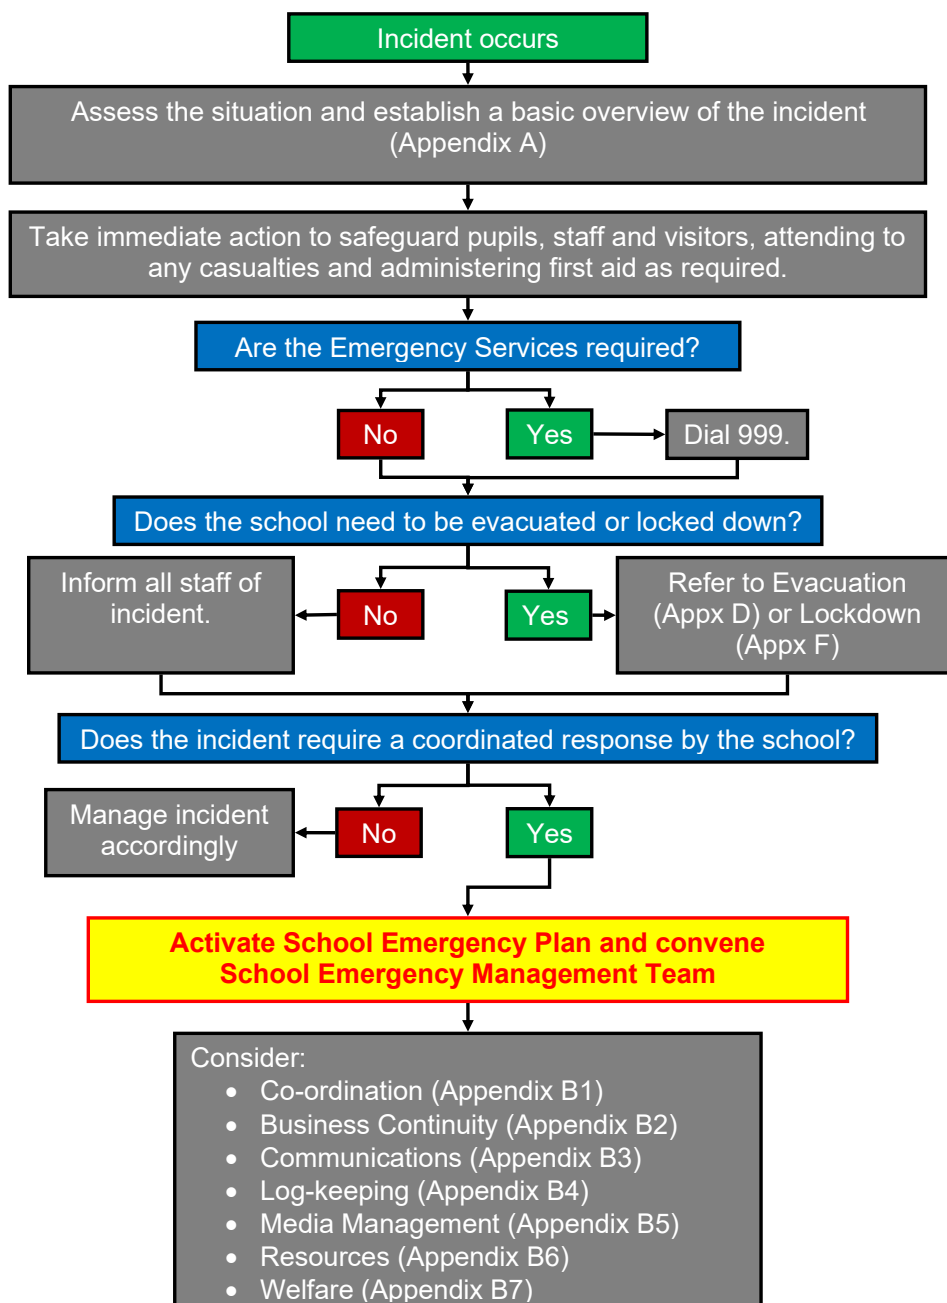 Incident occurs
Assess the situation and establish a basic overview of the incident
(Appendix A)
Take immediate action to safeguard pupils, staff and visitors, attending to
any casualties and administering first aid as required.
Are the Emergency Services required?
No
Yes
Dial 999.
Does the school need to be evacuated or locked down?
Inform all staff of
incident.
No
Yes
Refer to Evacuation
(Appx D) or Lockdown
(Appx F)
Does the incident require a coordinated response by the school?
Manage incident
accordingly
No
Yes
Activate School Emergency Plan and convene
School Emergency Management Team
Consider:
• Co-ordination (Appendix B1)
• Business Continuity (Appendix B2)
• Communications (Appendix B3)
• Log-keeping (Appendix B4)
• Media Management (Appendix B5)
• Resources (Appendix B6)
• Welfare (Appendix B7)